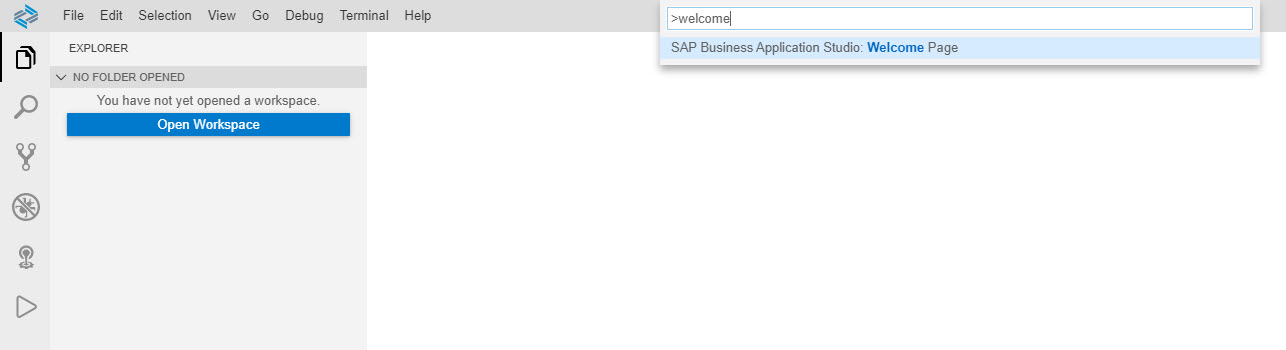 File Edit Selection View Go Debug Terminal Help
>welcome
SAP Business Application Studio: Welcome Page
EXPLORER
NO FOLDER OPENED
You have not yet opened a workspace.
Open Workspace